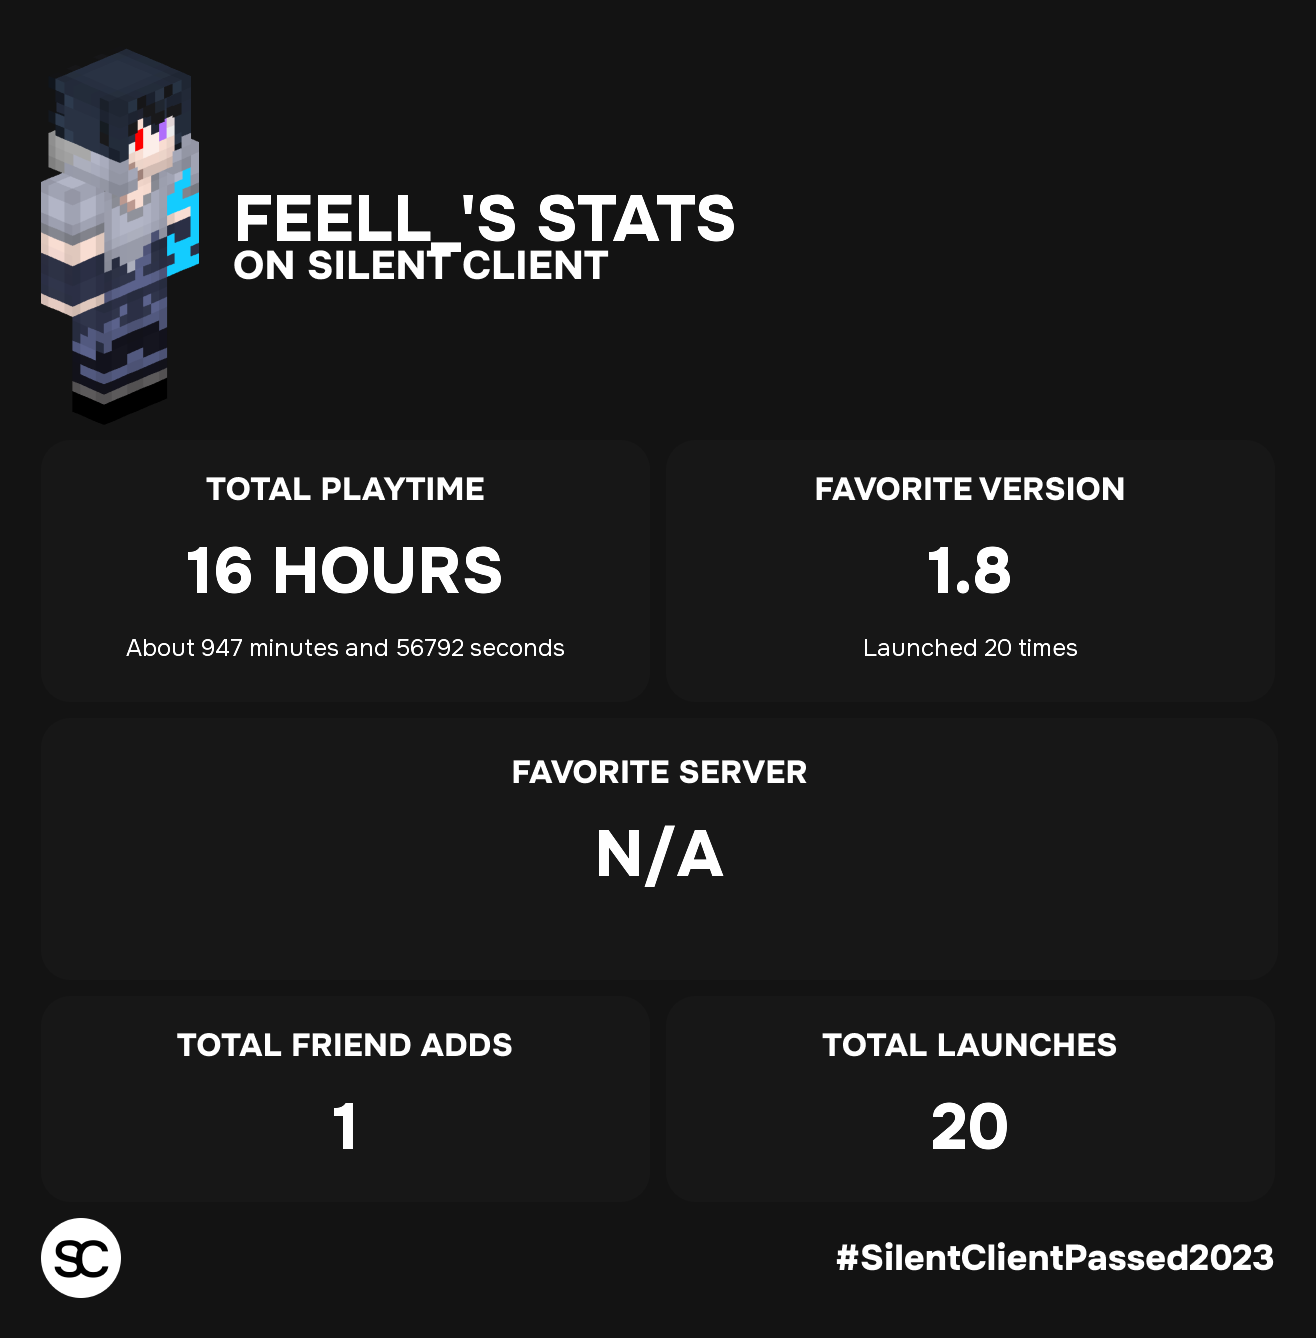 FEELL_'S STATS
ON SILENT CLIENT
TOTAL PLAYTIME
16 HOURS
About 947 minutes and 56792 seconds
FAVORITE VERSION
1.8
Launched 20 times
FAVORITE SERVER
N/A
TOTAL FRIEND ADDS
1
TOTAL LAUNCHES
20
SC
#SilentClientPassed2023